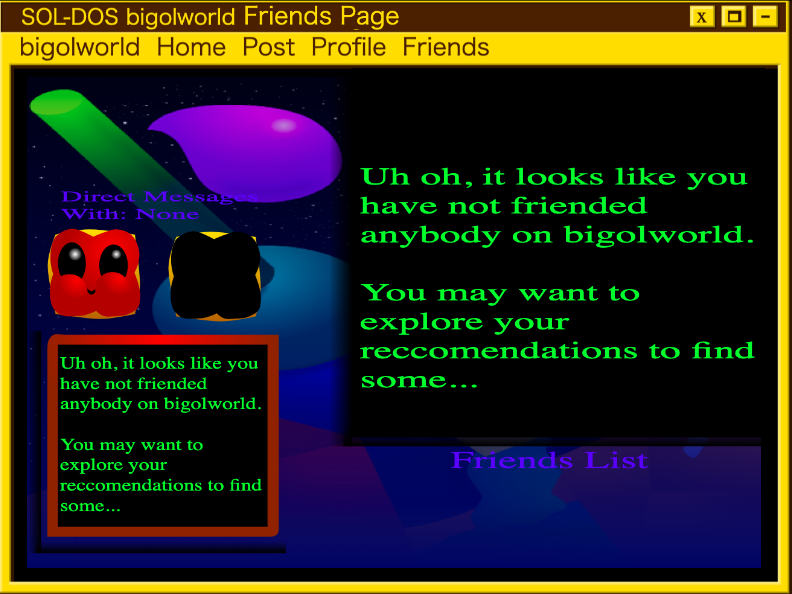 SOL-DOS bigolworld Friends Page
X
bigolworld Home Post Profile Friends
Direct Messages
With: None
Uh oh, it looks like you
have not friended
anybody on bigolworld.
You may want to
explore your
reccomendations to find
some...
Uh oh, it looks like you
have not friended
anybody on bigolworld.
You may want to
explore your
reccomendations to find
some...
Friends List